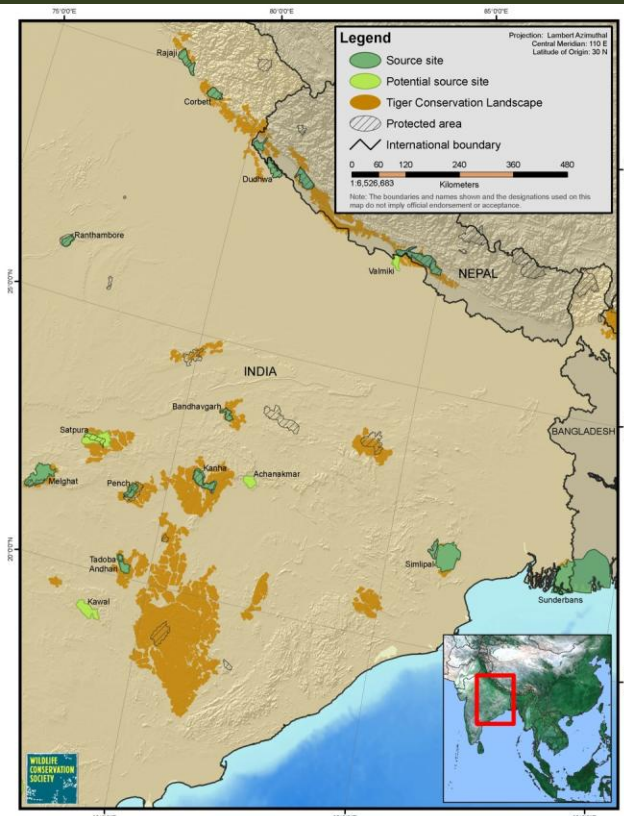 75°0'0"E
80°0'0"E
85°0'0"E
Legend
Projection: Lambert Azimuthal
Central Meridian: 110 E
Latitude of Origin: 30 N
Source site
Potential source site
Tiger Conservation Landscape
Protected area
International boundary
0 60 120 240 360 480
1:6,526,683
Kilometers
Note: The boundaries and names shown and the designations used on this
map do not imply official endorsement or acceptance.
Rajaji
Corbett
Dudhwa
Ranthambore
Valmiki
NEPAL
25°0'0"N
INDIA
Bandhavgarh
Satpura
BANGLADESH
Kanha
Achanakmar
Melghat
Pench
20°0'0"N
Tadoba
Andhari
Simlipal
Kawal
Sunderbans
WILDLIFE
CONSERVATION
SOCIETY